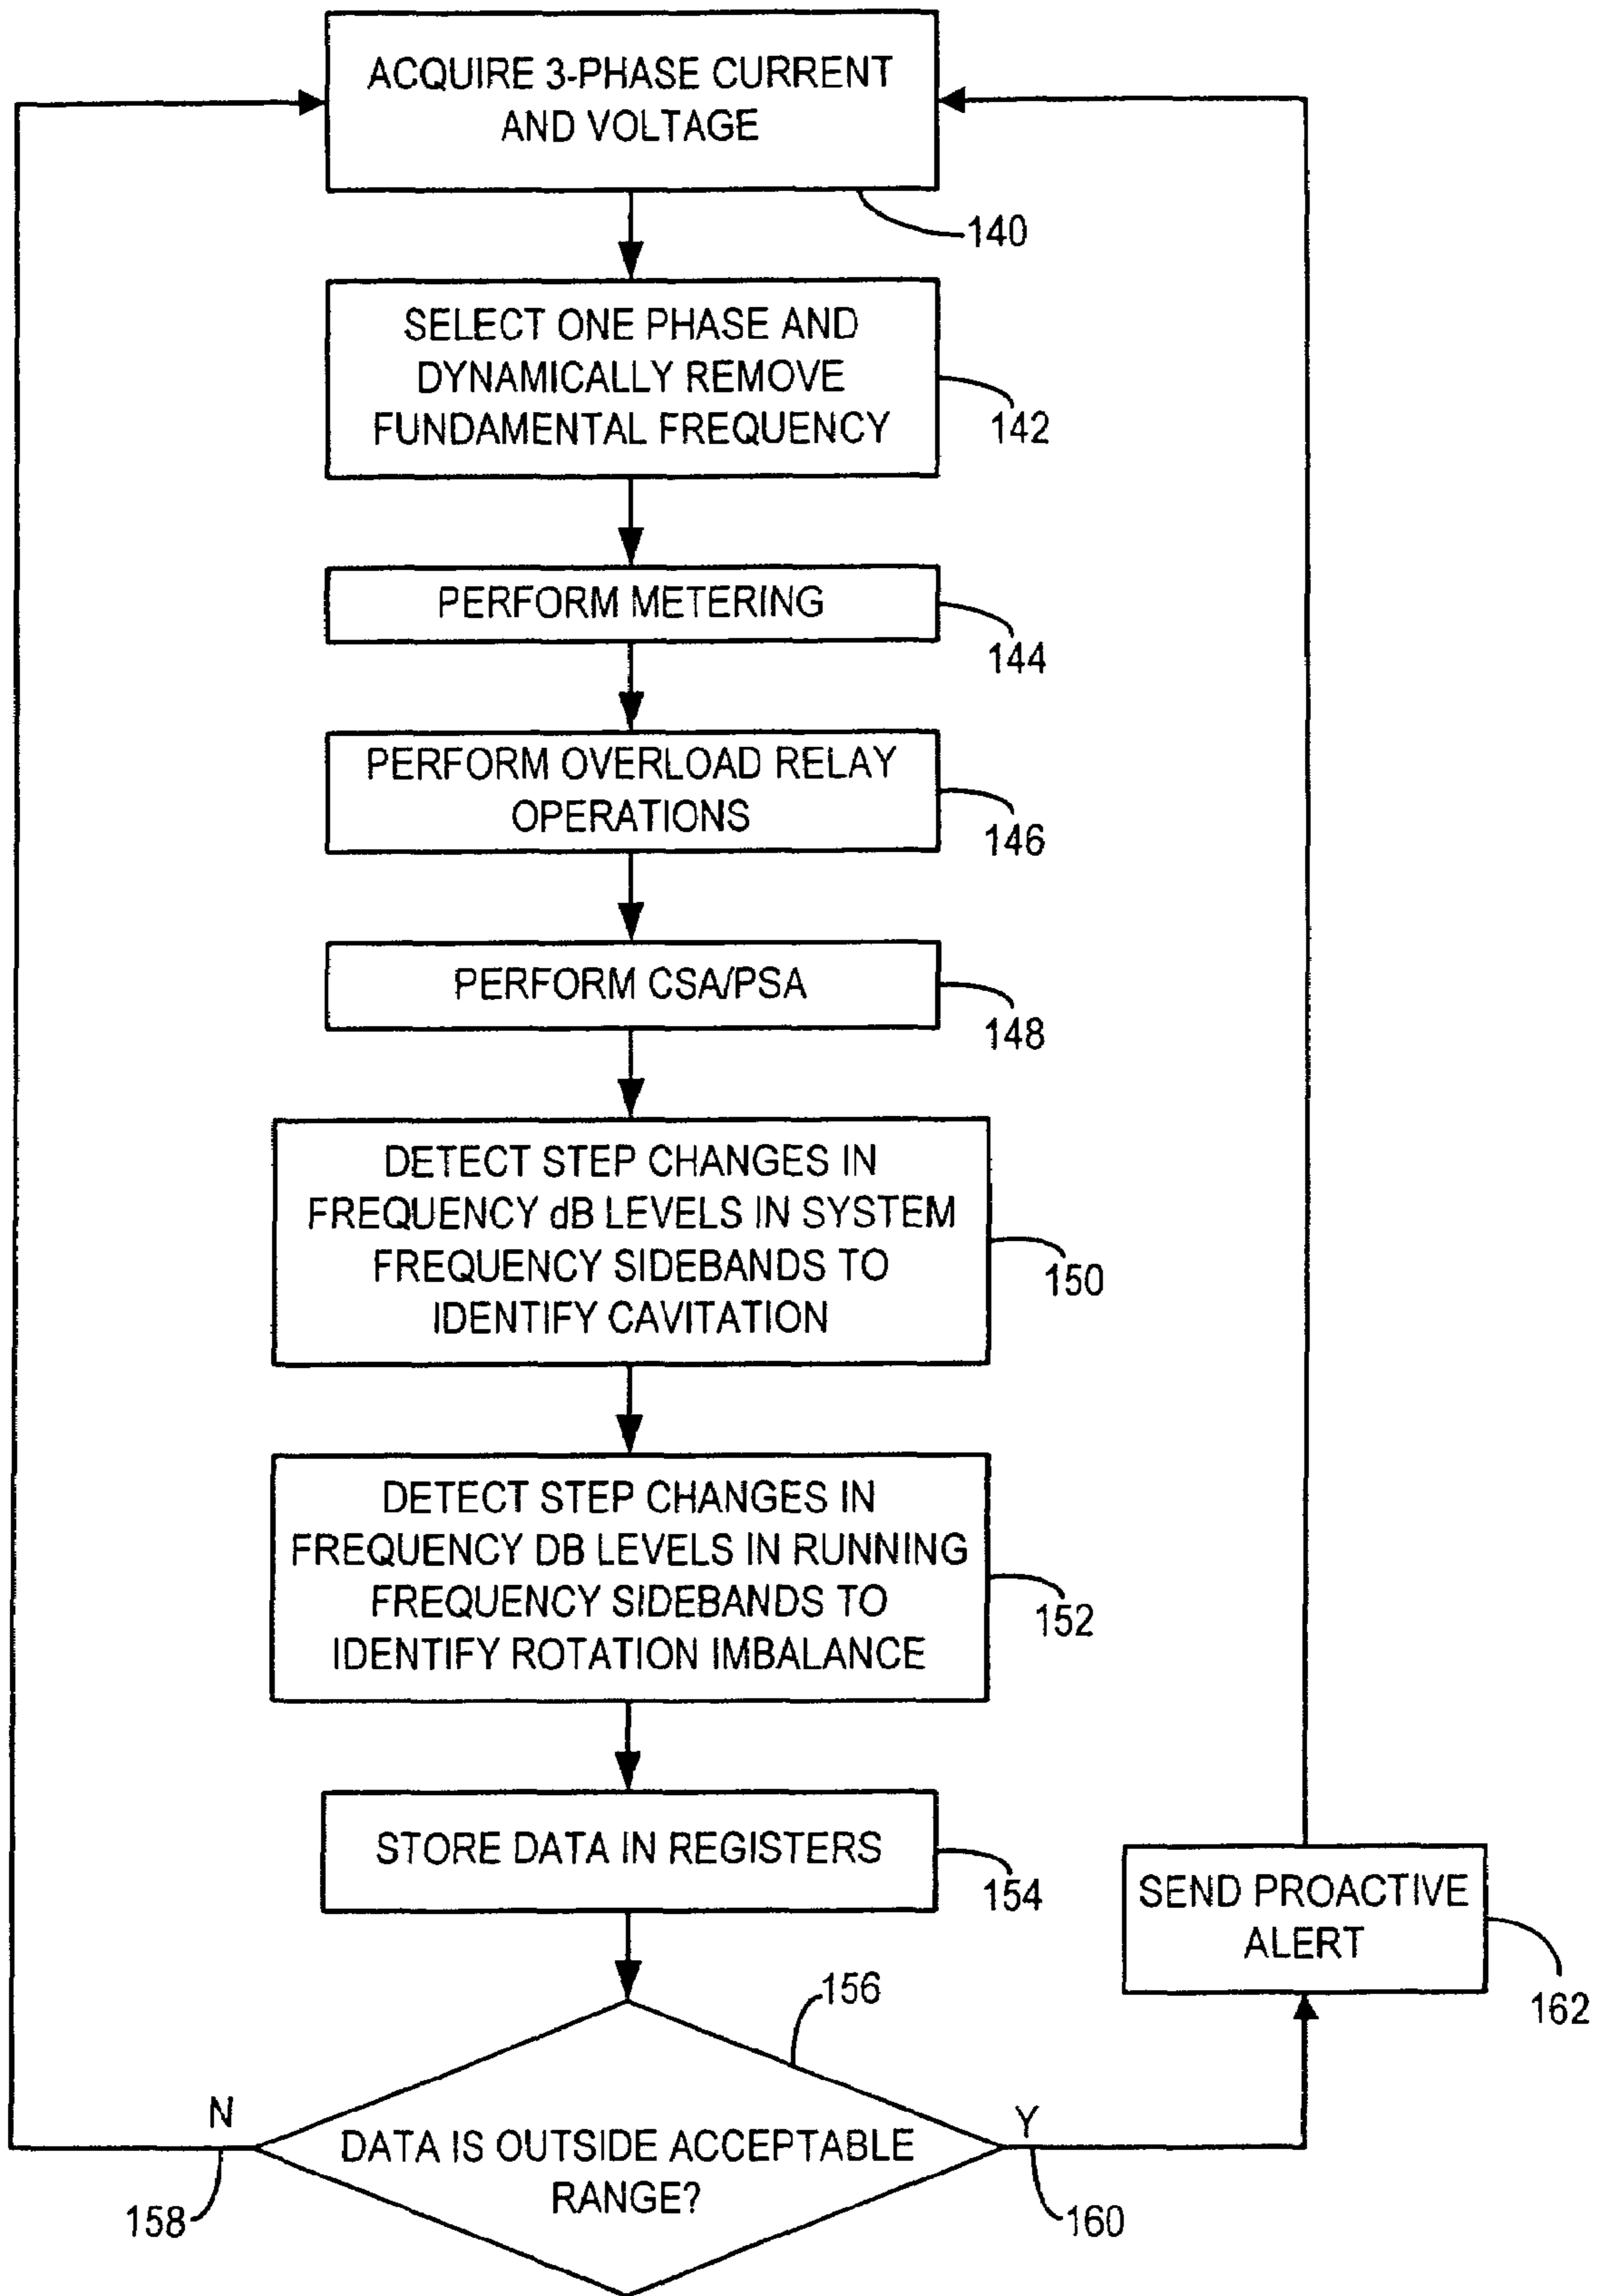 ACQUIRE 3-PHASE CURRENT
AND VOLTAGE
140
SELECT ONE PHASE AND
DYNAMICALLY REMOVE
FUNDAMENTAL FREQUENCY
142
PERFORM METERING
144
PERFORM OVERLOAD RELAY
OPERATIONS
146
PERFORM CSA/PSA
148
DETECT STEP CHANGES IN
FREQUENCY dB LEVELS IN SYSTEM
FREQUENCY SIDEBANDS TO
IDENTIFY CAVITATION
150
DETECT STEP CHANGES IN
FREQUENCY DB LEVELS IN RUNNING
FREQUENCY SIDEBANDS TO
IDENTIFY ROTATION IMBALANCE
152
STORE DATA IN REGISTERS
154
SEND PROACTIVE
ALERT
162
156
N
Y
DATA IS OUTSIDE ACCEPTABLE
RANGE?
158
160